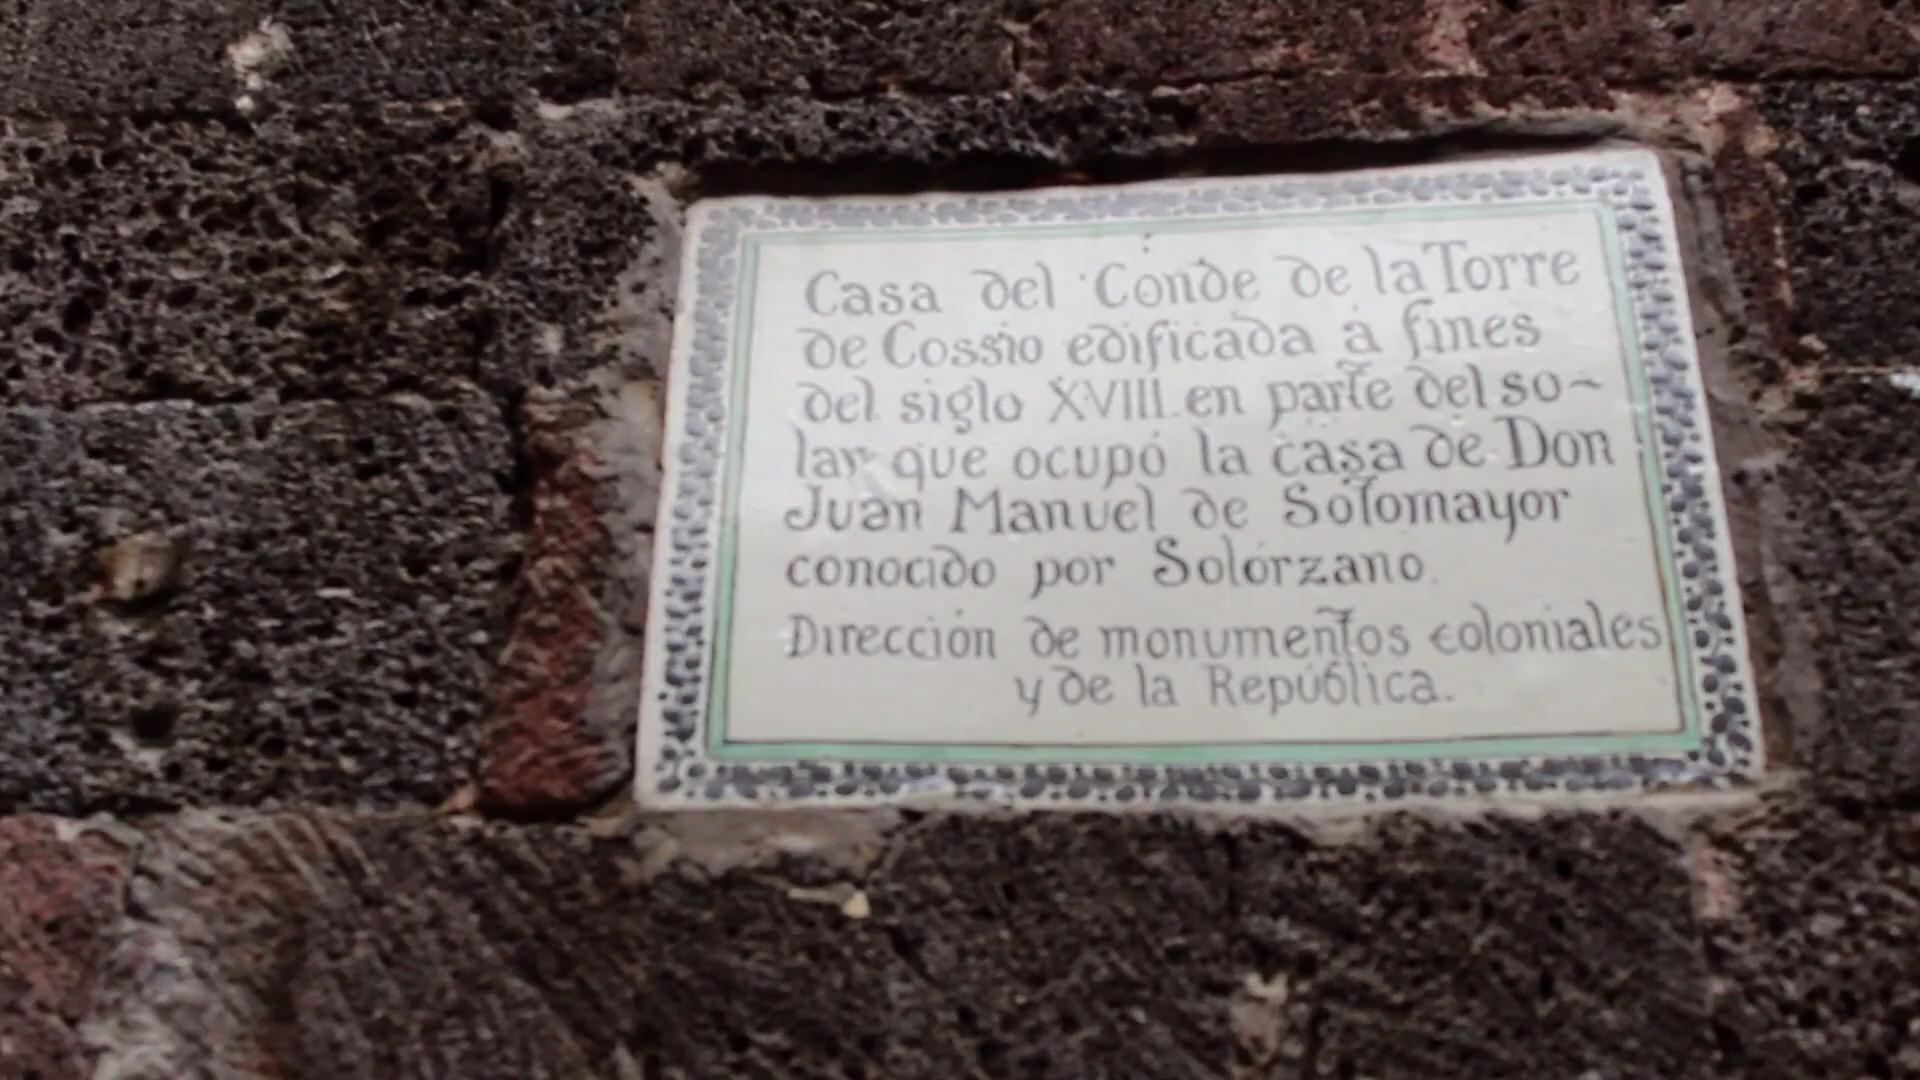 Casa del Conde de la Torre
de Cossio edificada á fines
del siglo XVIII en parte del so-
lar que ocupó la casa de Don
Juan Manuel de Sotomayor
conocido por Solórzano.
Dirección de monumentos coloniales
y de la República.